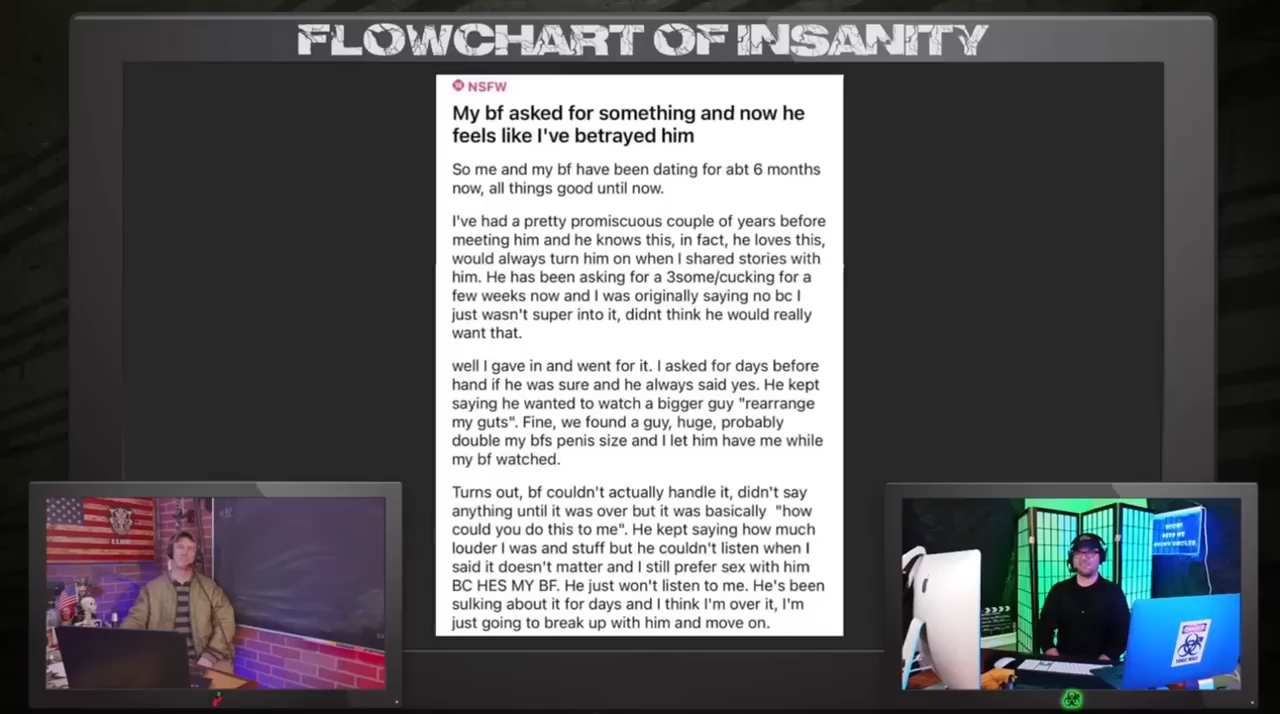 FLOWCHART OF INSANITY
NSFW
My bf asked for something and now he
feels like I've betrayed him
So me and my bf have been dating for abt 6 months
now, all things good until now.
I've had a pretty promiscuous couple of years before
meeting him and he knows this, in fact, he loves this,
would always turn him on when I shared stories with
him. He has been asking for a 3some/cucking for a
few weeks now and I was originally saying no bc I
just wasn't super into it, didnt think he would really
want that.
well I gave in and went for it. I asked for days before
hand if he was sure and he always said yes. He kept
saying he wanted to watch a bigger guy "rearrange
my guts". Fine, we found a guy, huge, probably
double my bfs penis size and I let him have me while
my bf watched.
Turns out, bf couldn't actually handle it, didn't say
anything until it was over but it was basically "how
could you do this to me". He kept saying how much
louder I was and stuff but he couldn't listen when I
said it doesn't matter and I still prefer sex with him
BC HES MY BF. He just won't listen to me. He's been
sulking about it for days and I think I'm over it, I'm
just going to break up with him and move on.